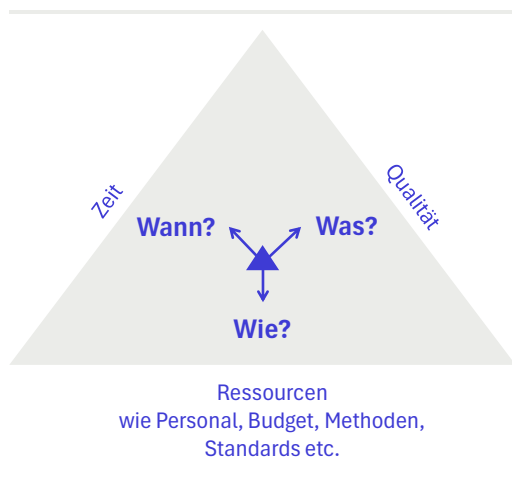 Zeit
Qualität
Wann?
Was?
Wie?
Ressourcen
wie Personal, Budget, Methoden,
Standards etc.